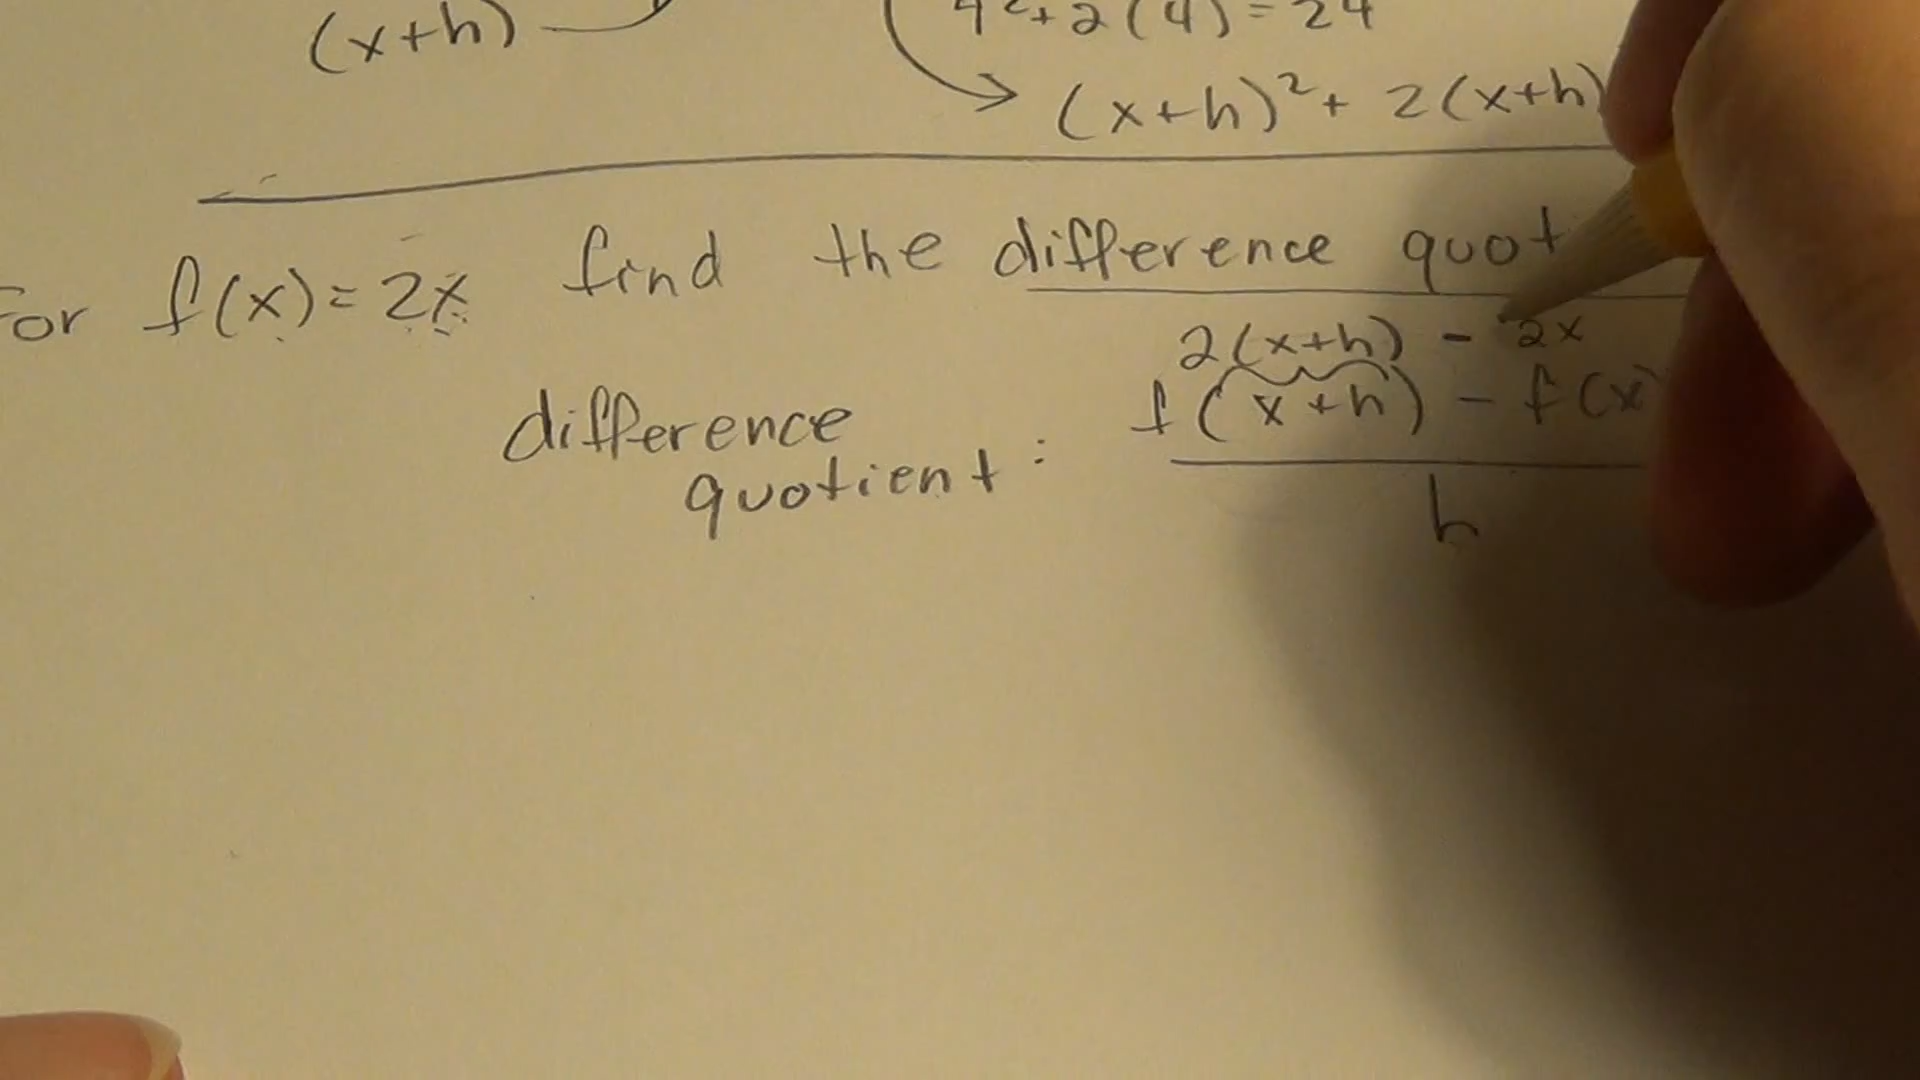 (x+h)
4²+2(4)=24
(x+h)²+ 2(x+h)
For f(x)=2x find the difference quot
2(x+h) - 2x
difference
quotient:
f(x+h) - f(x)
h